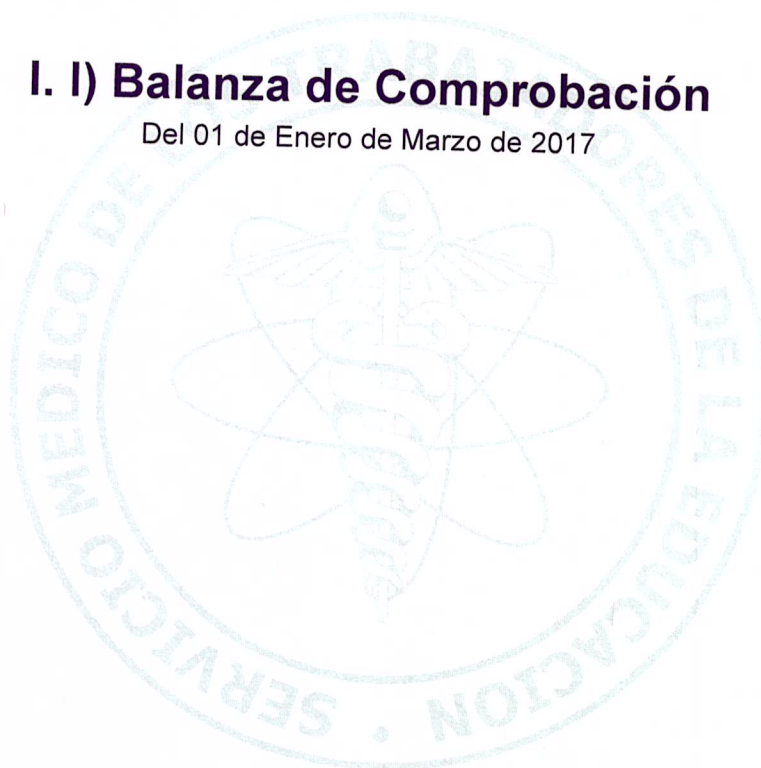 I. I) Balanza de Comprobación
Del 01 de Enero de Marzo de 2017
SERVICIO MEDICO DE LOS TRABAJADORES DE LA EDUCACION